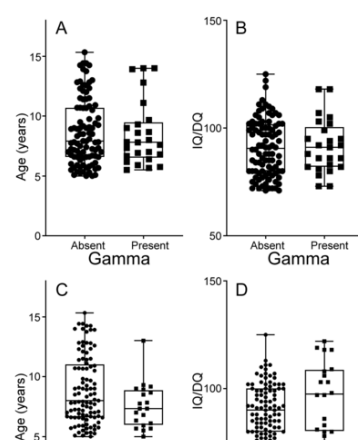 A
B
15
10
5
0
Age (years)
Absent
Present
Gamma
150
100
50
IQ/DQ
Absent
Present
Gamma
C
D
15
10
5
Age (years)
150
100
IQ/DQ